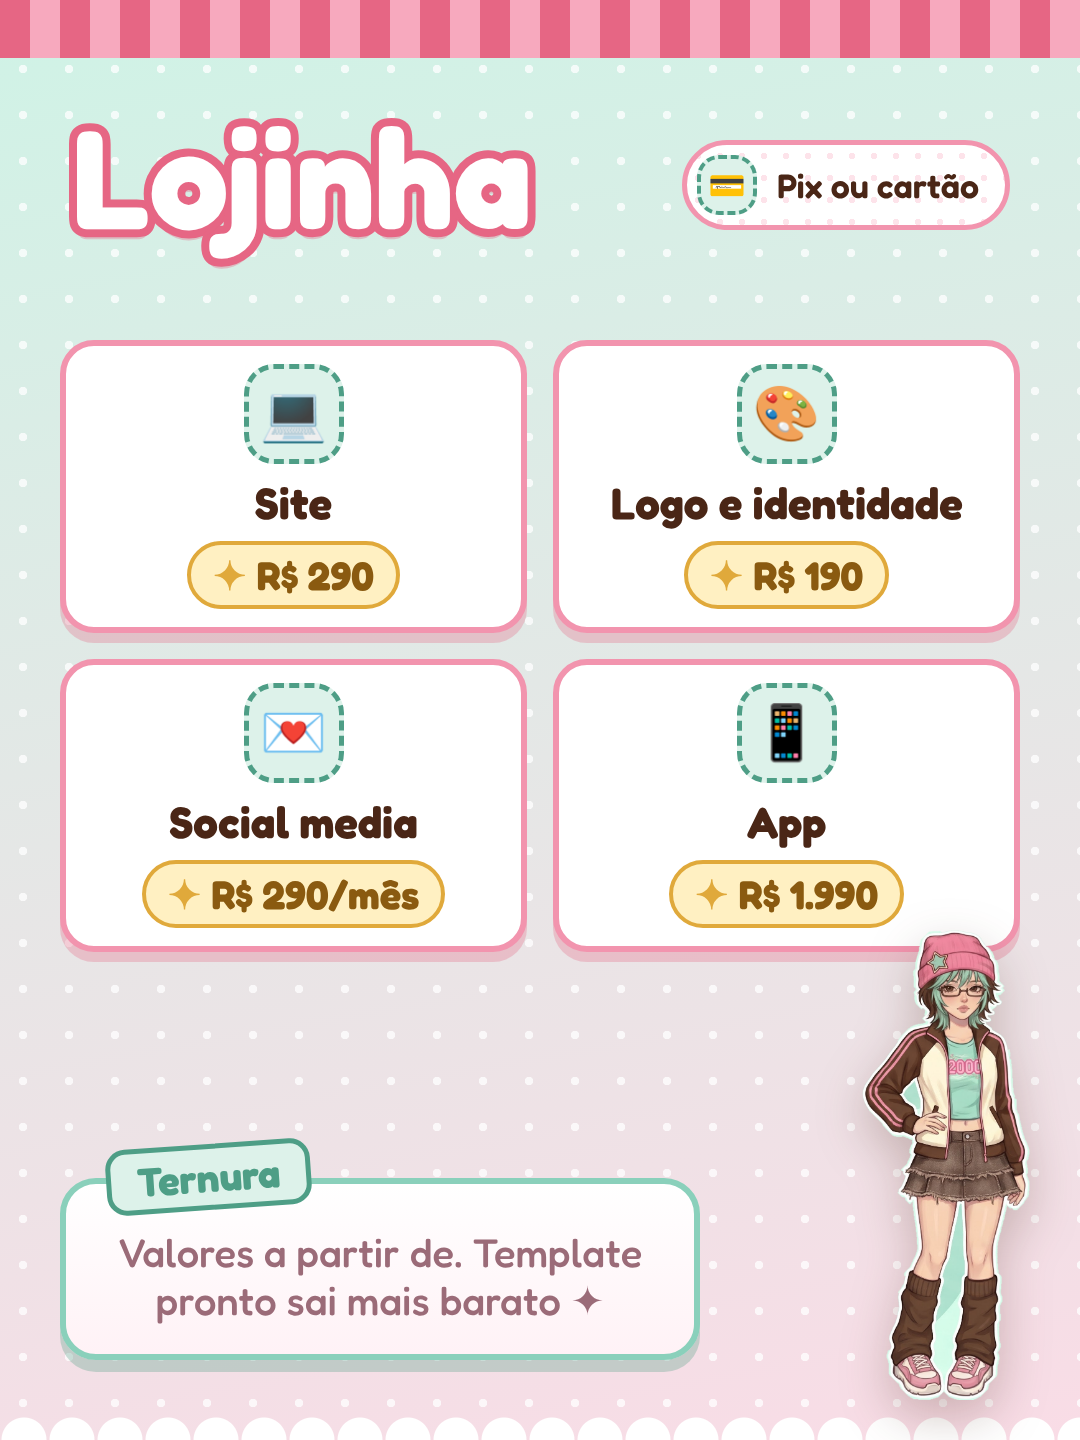 Lojinha
Pix ou cartão
Site
✦ R$ 290
Logo e identidade
✦ R$ 190
Social media
✦ R$ 290/mês
App
✦ R$ 1.990
2000
Ternura
Valores a partir de. Template
pronto sai mais barato ✦